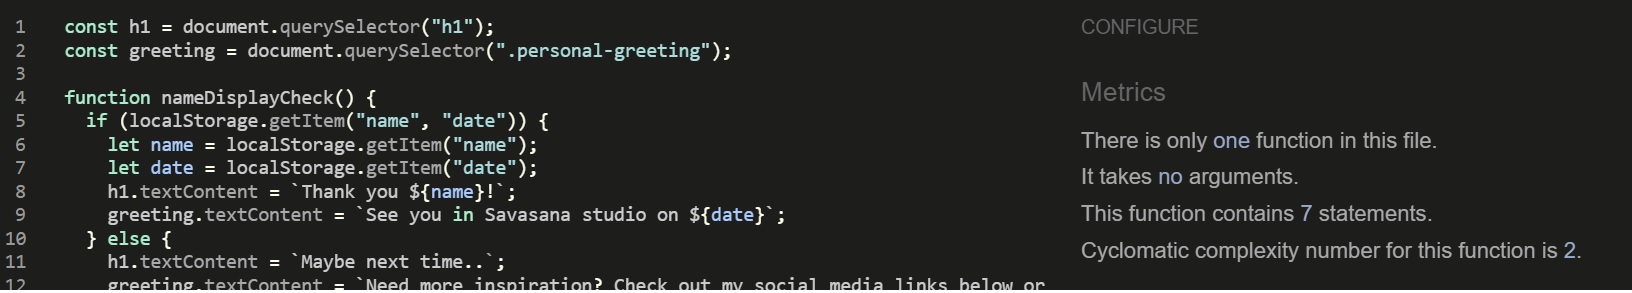 1 const h1 = document.querySelector("h1");
2 const greeting = document.querySelector(".personal-greeting");
3
4 function nameDisplayCheck() {
5 if (localStorage.getItem("name", "date")) {
6 let name = localStorage.getItem("name");
7 let date = localStorage.getItem("date");
8 h1.textContent = `Thank you ${name}!`;
9 greeting.textContent = `See you in Savasana studio on ${date}`;
10 } else {
11 h1.textContent = `Maybe next time..`;
12 greeting.textContent = `Need more inspiration? Check out my social media links below or
CONFIGURE
Metrics
There is only one function in this file.
It takes no arguments.
This function contains 7 statements.
Cyclomatic complexity number for this function is 2.